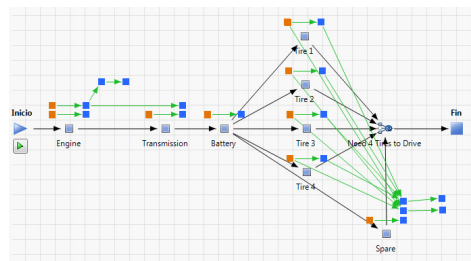 Tire 1
Tire 2
Inicio
Fin
Engine
Transmission
Battery
Tire 3
Need 4 Tires to Drive
Tire 4
Spare